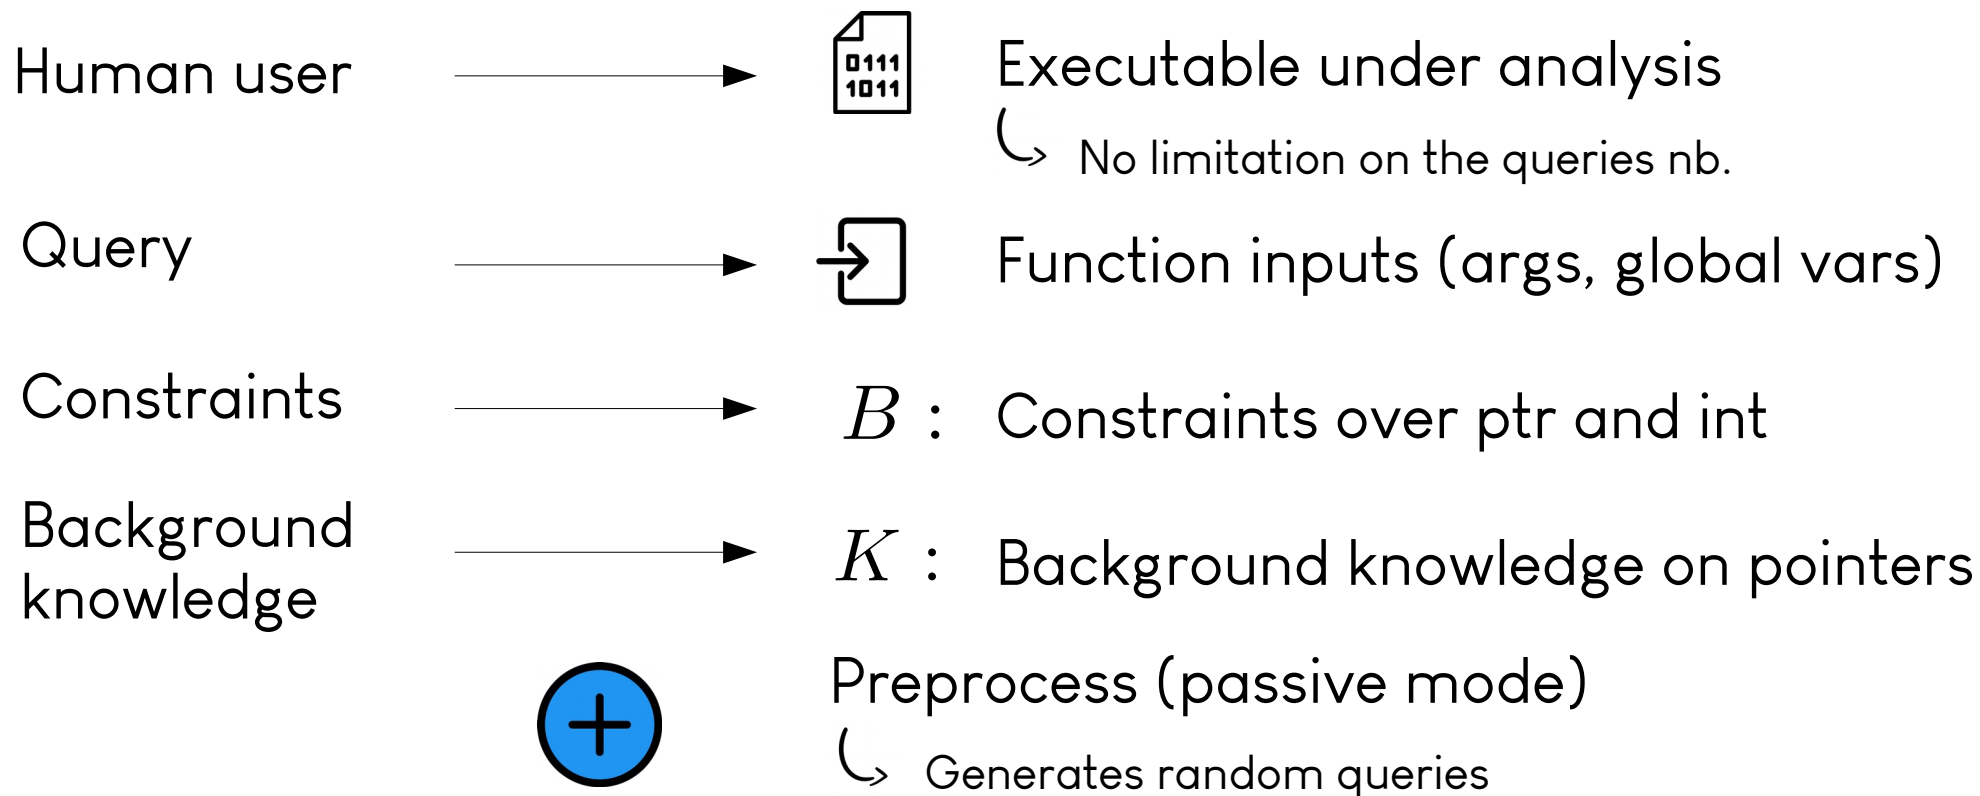 Human user
0111
1011
Executable under analysis
No limitation on the queries nb.
Query
Function inputs (args, global vars)
Constraints
B : Constraints over ptr and int
Background
knowledge
K : Background knowledge on pointers
Preprocess (passive mode)
Generates random queries